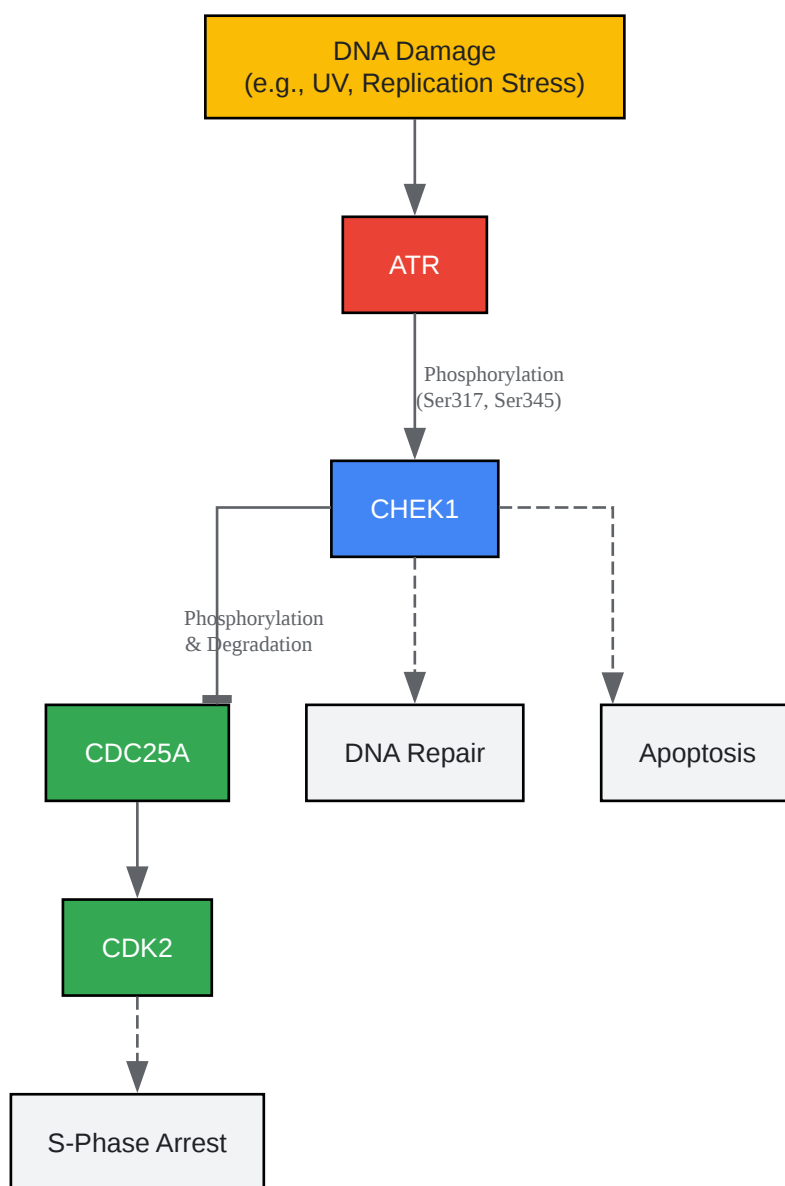 DNA Damage
(e.g., UV, Replication Stress)
ATR
Phosphorylation
(Ser317, Ser345)
CHEK1
Phosphorylation
& Degradation
CDC25A
DNA Repair
Apoptosis
CDK2
S-Phase Arrest